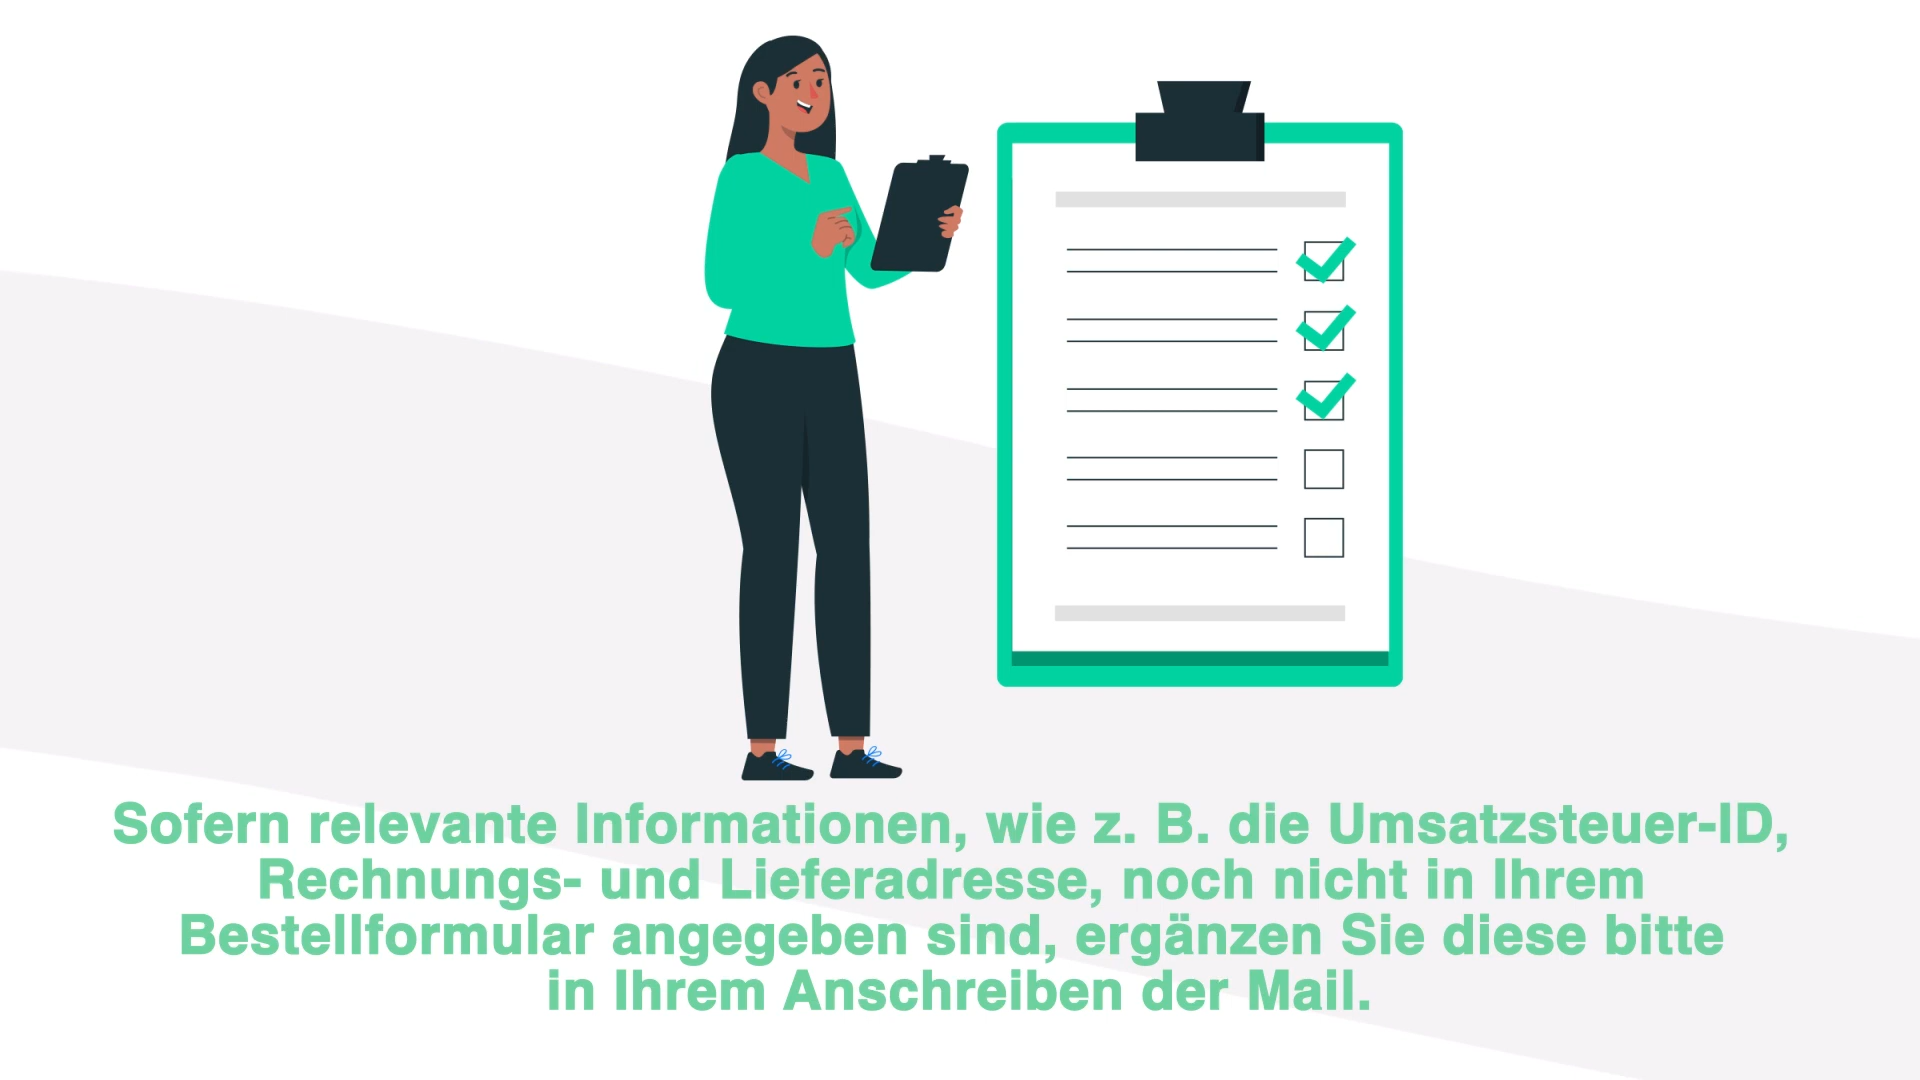 Sofern relevante Informationen, wie z. B. die Umsatzsteuer-ID,
Rechnungs- und Lieferadresse, noch nicht in Ihrem
Bestellformular angegeben sind, ergänzen Sie diese bitte
in Ihrem Anschreiben der Mail.